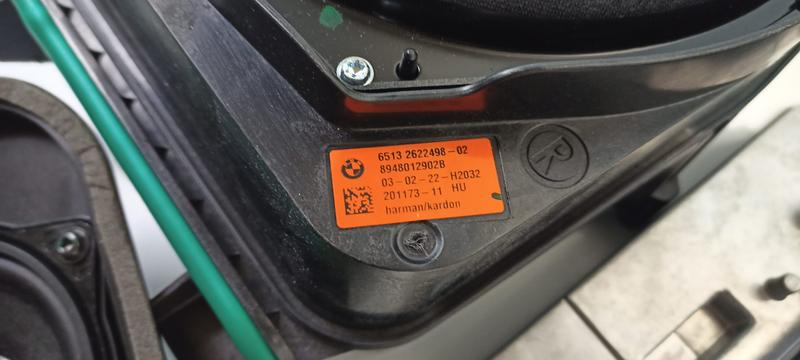 6513 2622498-02
8948012902B
03-02-22-H2032
201173-11 HU
harman/kardon
R